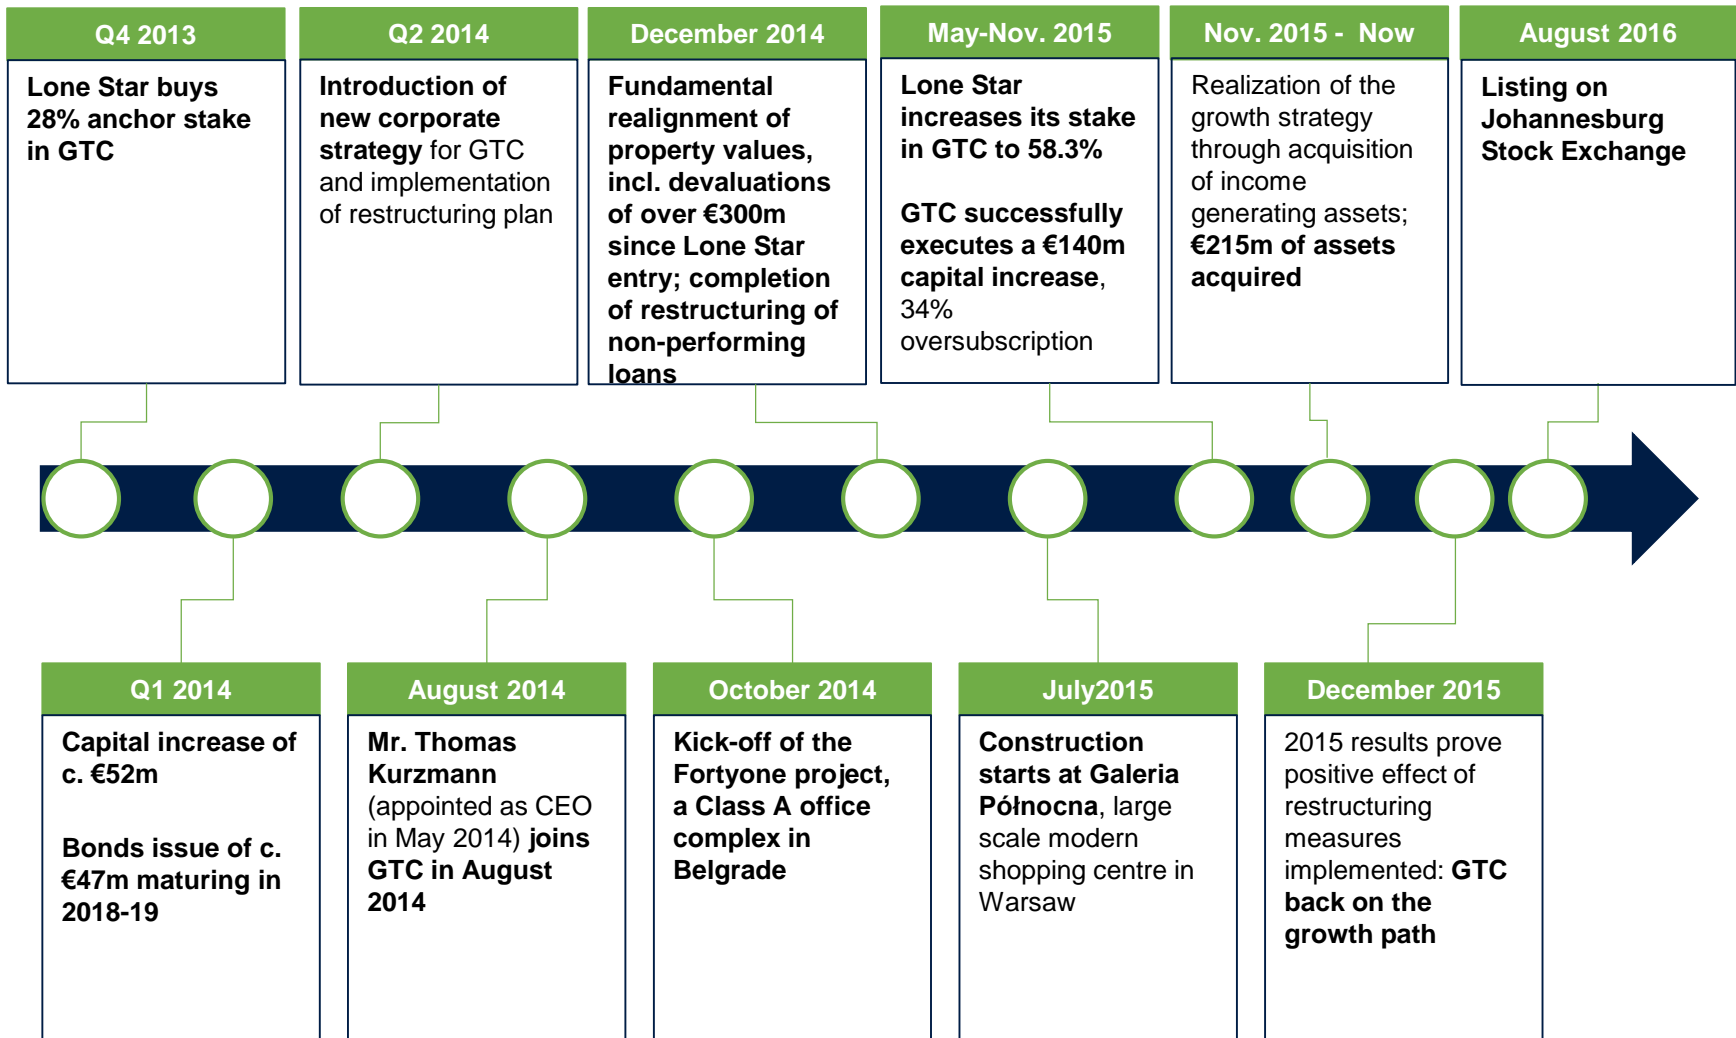 Q4 2013
Lone Star buys
28% anchor stake
in GTC
Q2 2014
Introduction of
new corporate
strategy for GTC
and implementation
of restructuring plan
December 2014
Fundamental
realignment of
property values,
incl. devaluations
of over €300m
since Lone Star
entry; completion
of restructuring of
non-performing
loans
May-Nov. 2015
Lone Star
increases its stake
in GTC to 58.3%
GTC successfully
executes a €140m
capital increase,
34%
oversubscription
Nov. 2015 - Now
Realization of the
growth strategy
through acquisition
of income
generating assets;
€215m of assets
acquired
August 2016
Listing on
Johannesburg
Stock Exchange
Q1 2014
Capital increase of
c. €52m
Bonds issue of c.
€47m maturing in
2018-19
August 2014
Mr. Thomas
Kurzmann
(appointed as CEO
in May 2014) joins
GTC in August
2014
October 2014
Kick-off of the
Fortyone project,
a Class A office
complex in
Belgrade
July2015
Construction
starts at Galeria
Północna, large
scale modern
shopping centre in
Warsaw
December 2015
2015 results prove
positive effect of
restructuring
measures
implemented: GTC
back on the
growth path